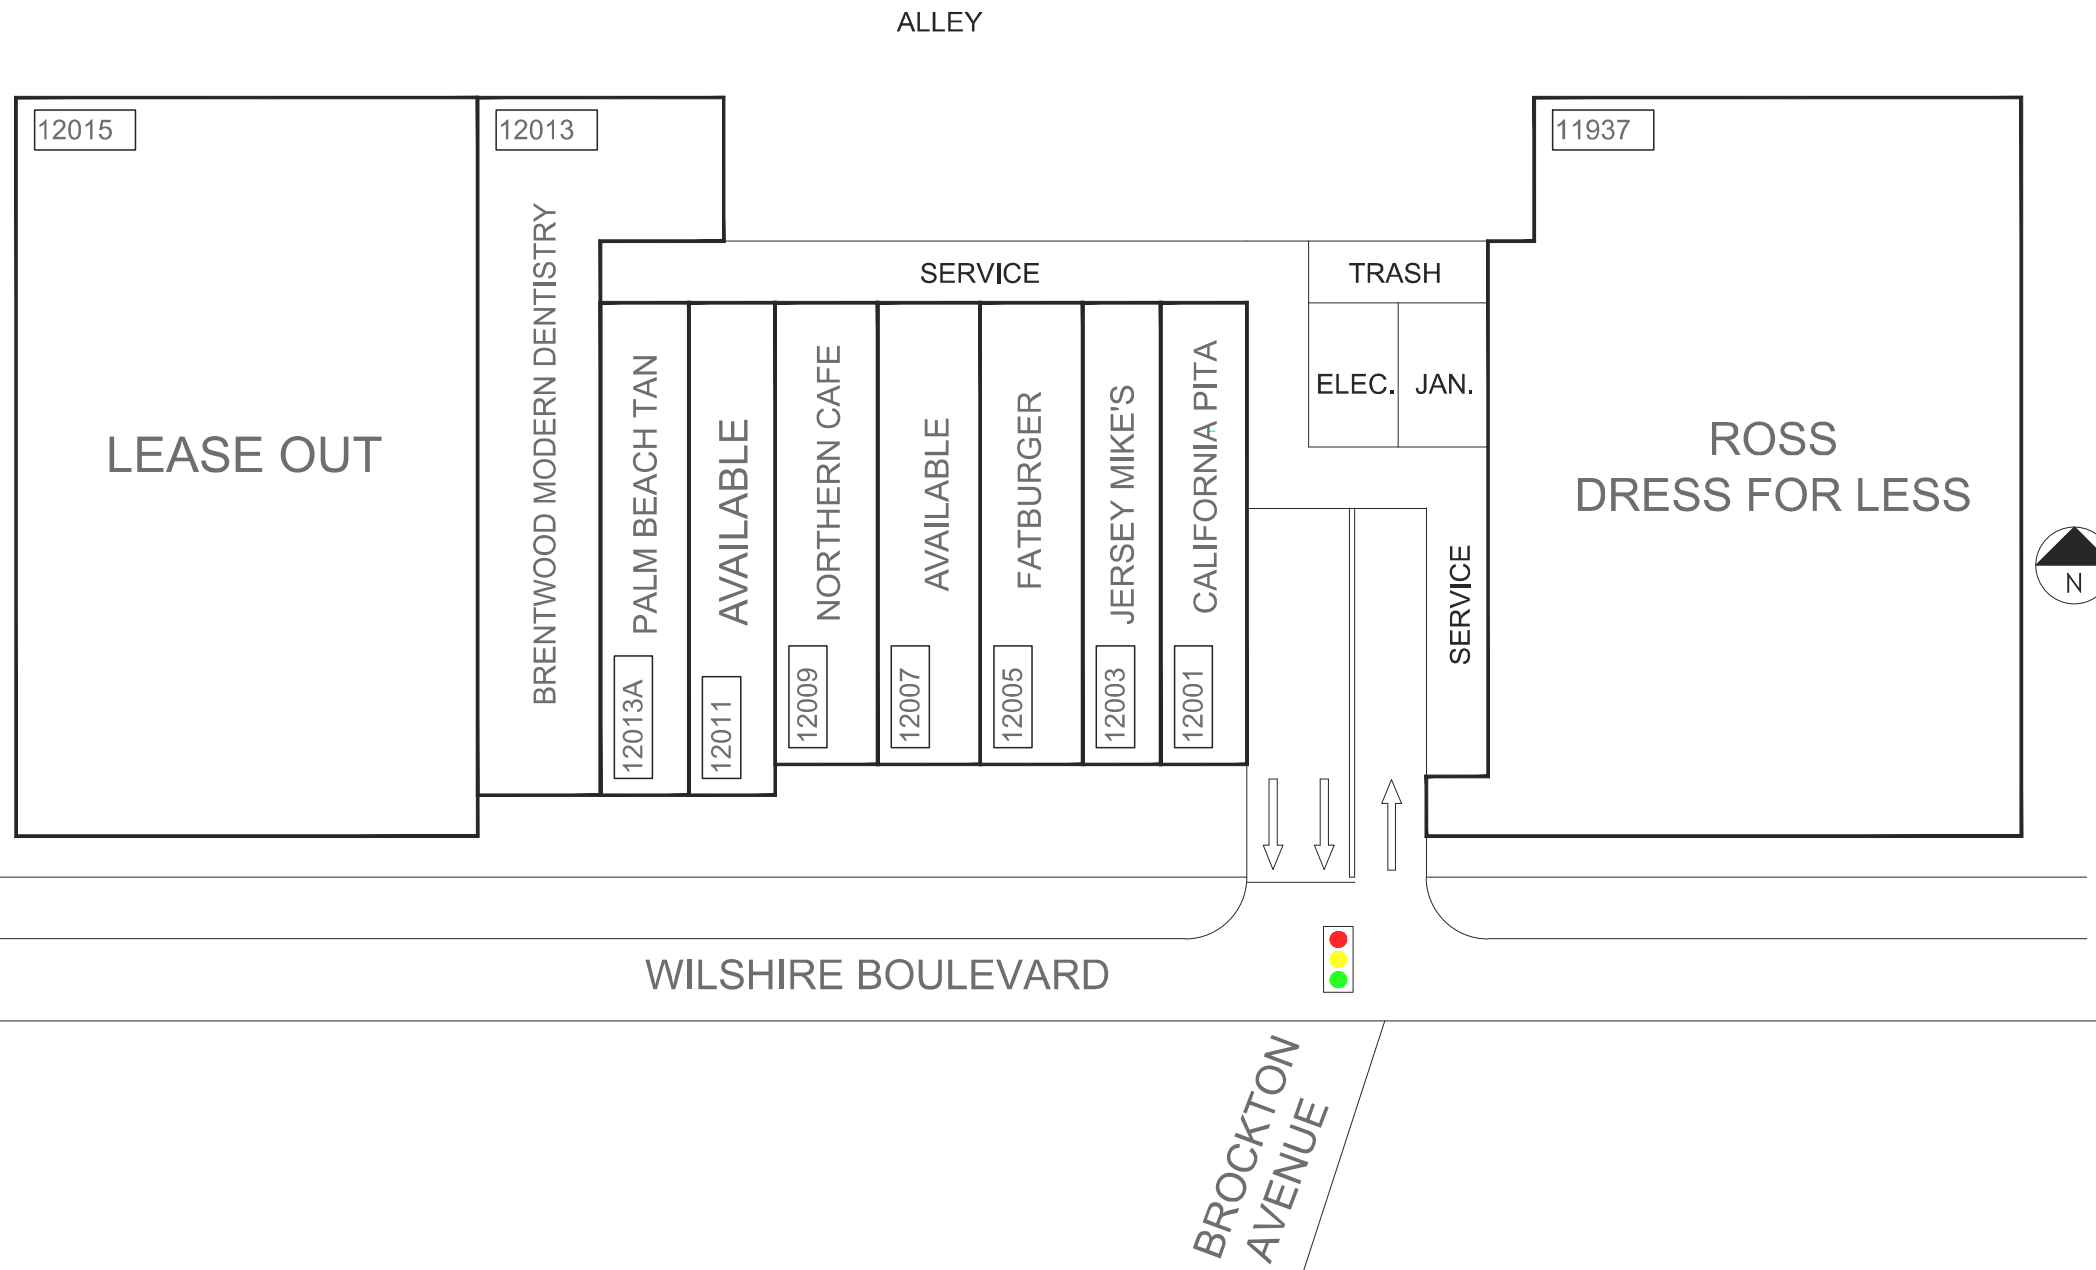 ALLEY
12015
LEASE OUT
12013
BRENTWOOD MODERN DENTISTRY
SERVICE
PALM BEACH TAN
12013A
AVAILABLE
12011
NORTHERN CAFE
12009
AVAILABLE
12007
FATBURGER
12005
JERSEY MIKE'S
12003
CALIFORNIA PITA
12001
TRASH
ELEC.
JAN.
SERVICE
11937
ROSS
DRESS FOR LESS
N
WILSHIRE BOULEVARD
BROCKTON
AVENUE